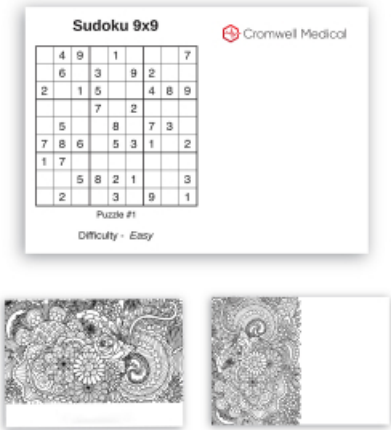 Sudoku 9x9
Cromwell Medical
4 9 1 7
6 3 9 2
2 1 5 4 8 9
7 2
5 8 7 3
7 8 6 5 3 1 2
1 7
5 8 2 1 3
2 3 9 1
Puzzle #1
Difficulty - Easy